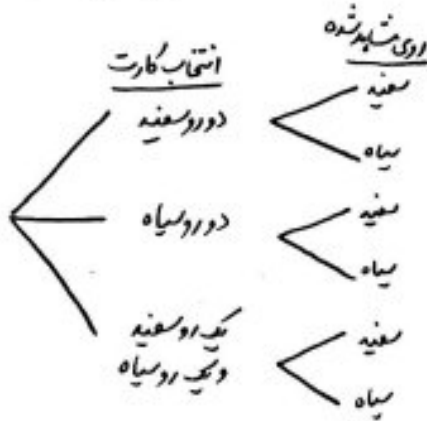 روی مشاهده شده
انتخاب کارت
سفید
دو رو سفید
سیاه
سفید
دو رو سیاه
سیاه
یک رو سفید
و یک رو سیاه
سفید
سیاه